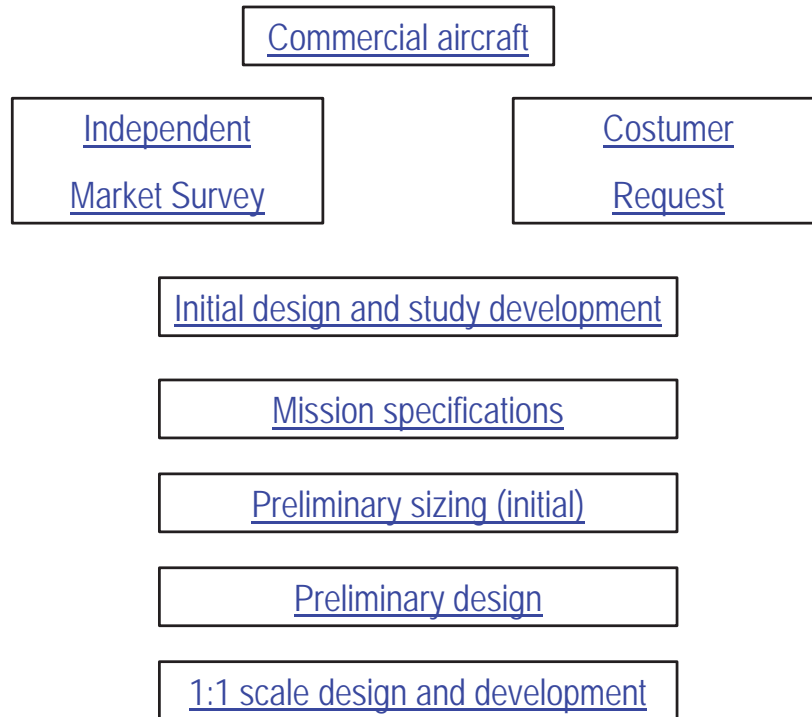 Commercial aircraft
Independent
Market Survey
Costumer
Request
Initial design and study development
Mission specifications
Preliminary sizing (initial)
Preliminary design
1:1 scale design and development